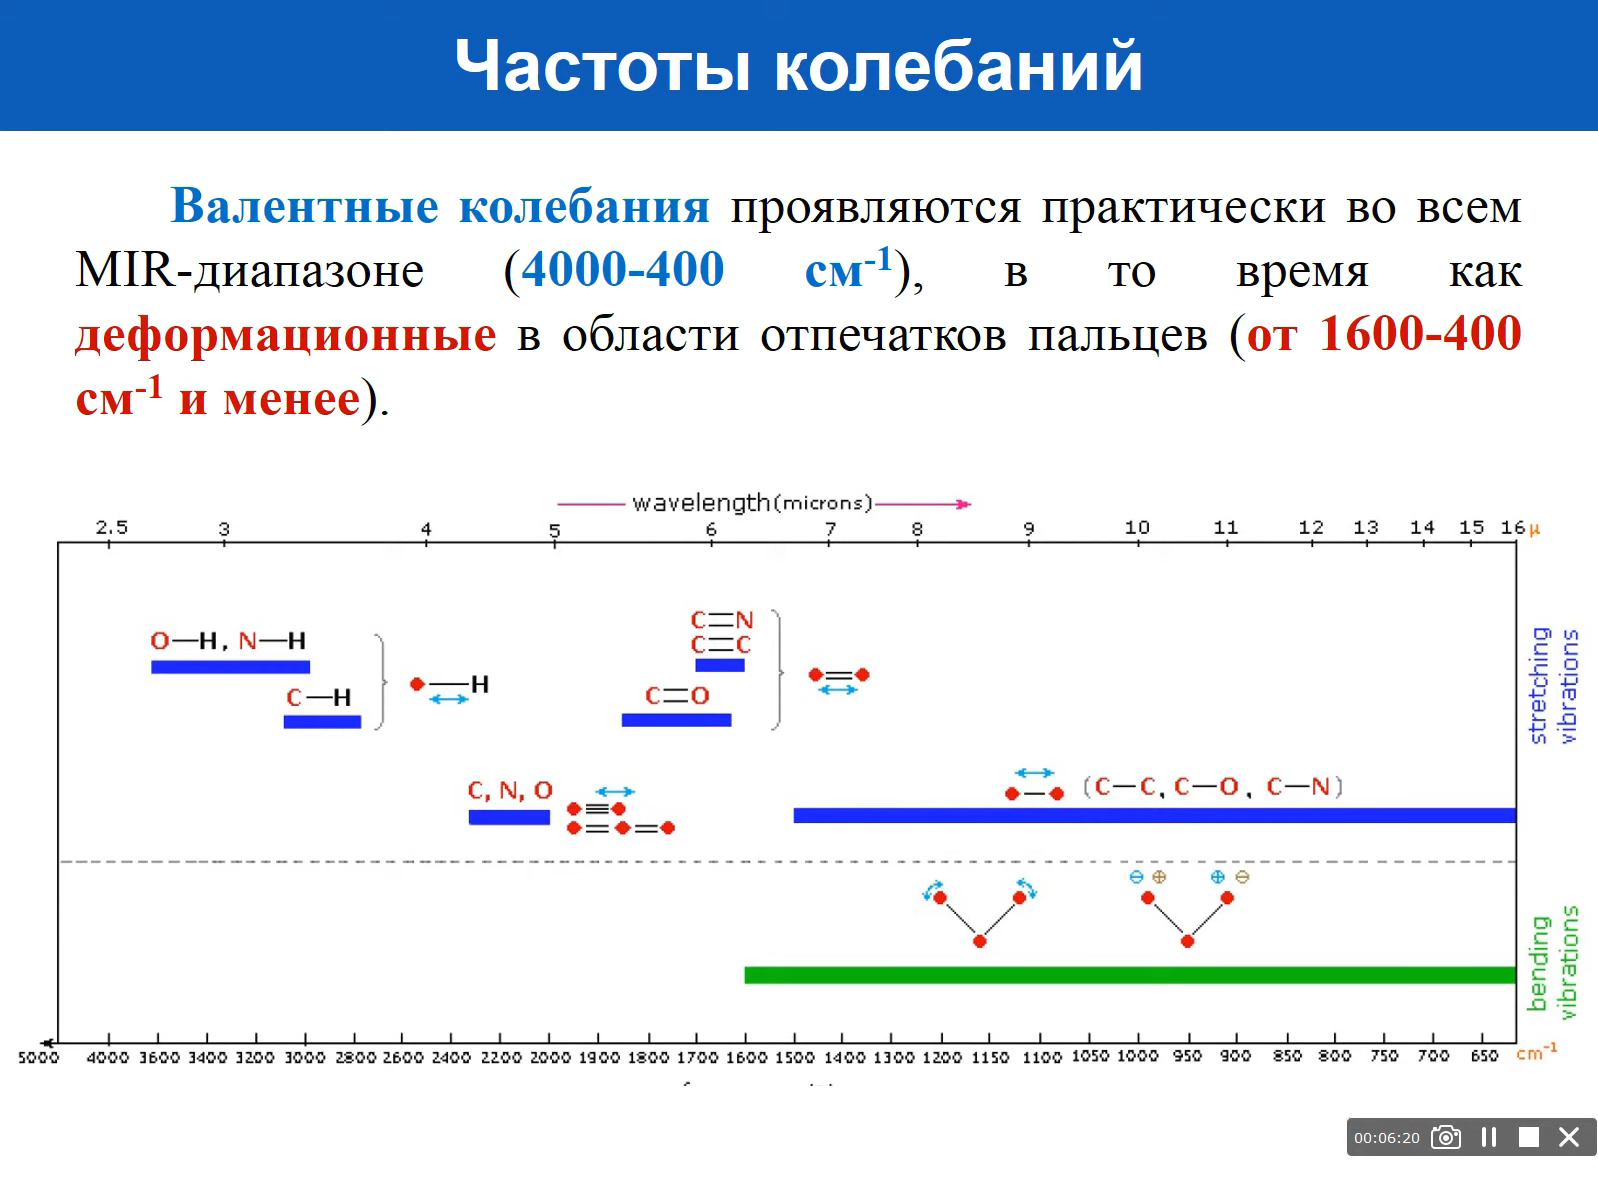 Частоты колебаний
Валентные колебания проявляются практически во всем
MIR-диапазоне (4000-400 см-1), в то время как
деформационные в области отпечатков пальцев (от 1600-400
см-1 и менее).
wavelength(microns)
2.5 3 4 5 6 7 8 9 10 11 12 13 14 15 16 μ
C=N
C=C
O—H, N—H
C—H
—H
C=O
stretching
vibrations
C, N, O
(C—C, C—O, C—N)
⊖ ⊕ ⊕ ⊖
bending
vibrations
5000 4000 3600 3400 3200 3000 2800 2600 2400 2200 2000 1900 1800 1700 1600 1500 1400 1300 1200 1150 1100 1050 1000 950 900 850 800 750 700 650 cm-1
00:06:20